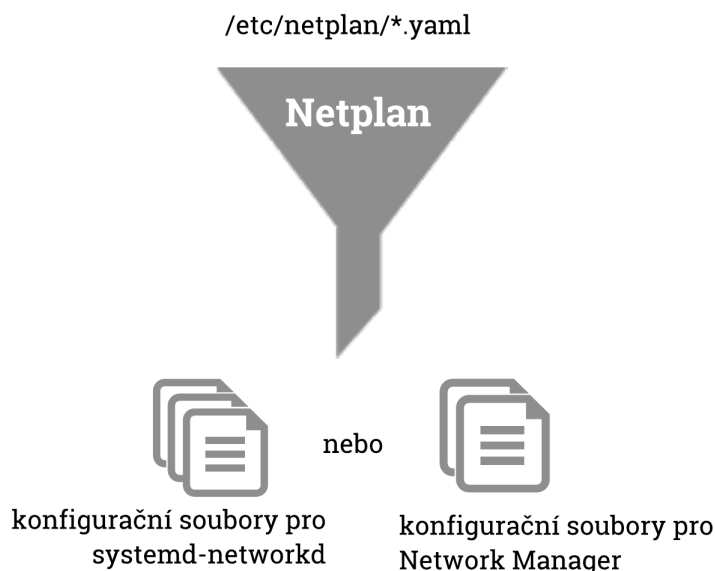 /etc/netplan/*.yaml
Netplan
nebo
konfigurační soubory pro
systemd-networkd
konfigurační soubory pro
Network Manager